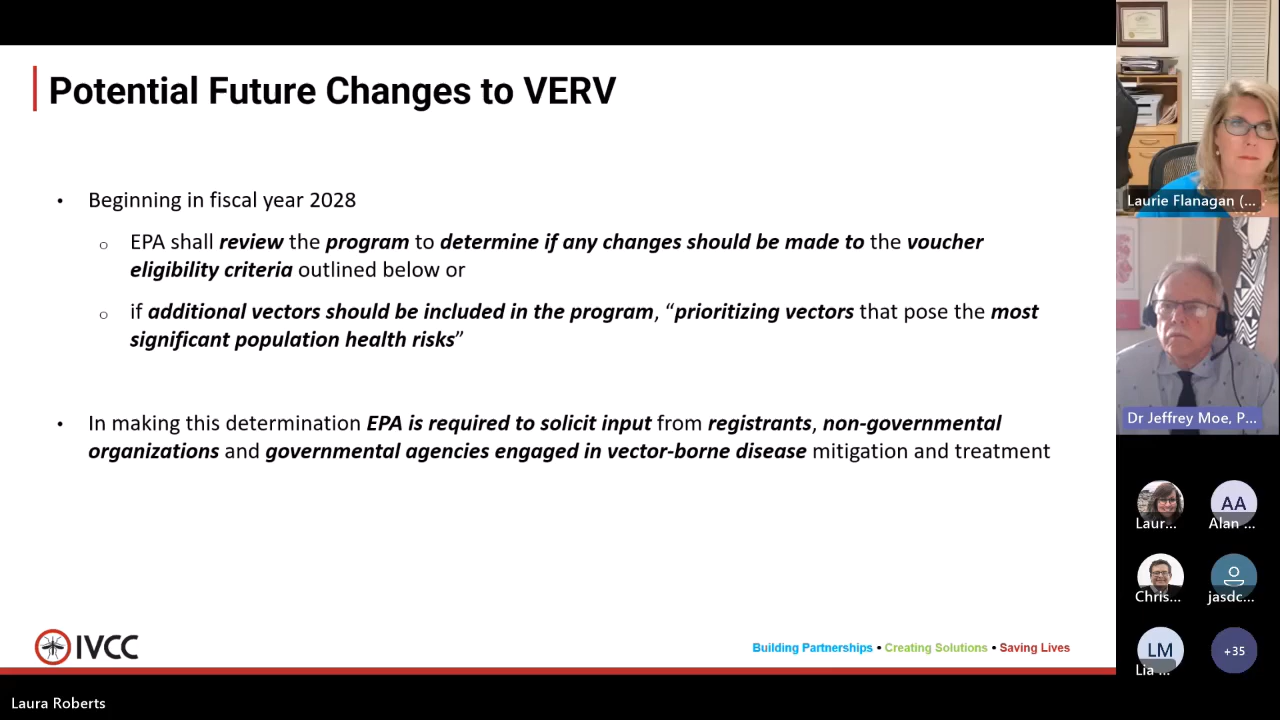 Potential Future Changes to VERV
• Beginning in fiscal year 2028
o EPA shall review the program to determine if any changes should be made to the voucher
eligibility criteria outlined below or
o if additional vectors should be included in the program, “prioritizing vectors that pose the most
significant population health risks”
• In making this determination EPA is required to solicit input from registrants, non-governmental
organizations and governmental agencies engaged in vector-borne disease mitigation and treatment
IVCC
Building Partnerships • Creating Solutions • Saving Lives
Laura Roberts
Laurie Flanagan (...
Dr Jeffrey Moe, P...
Laur...
AA
Alan ...
Chris...
jasdc...
LM
Lia ...
+35